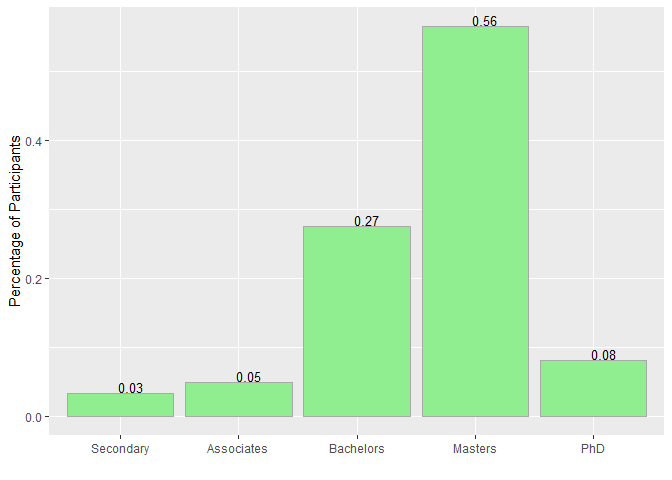 Percentage of Participants
0.4
0.2
0.0
0.03
0.05
0.27
0.56
0.08
Secondary
Associates
Bachelors
Masters
PhD